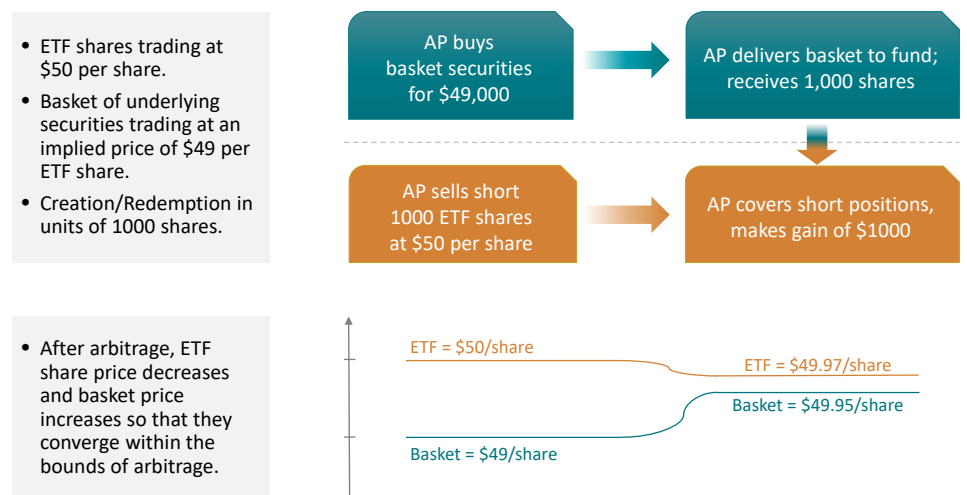 • ETF shares trading at
$50 per share.
• Basket of underlying
securities trading at an
implied price of $49 per
ETF share.
• Creation/Redemption in
units of 1000 shares.
AP buys
basket securities
for $49,000
AP delivers basket to fund;
receives 1,000 shares
AP sells short
1000 ETF shares
at $50 per share
AP covers short positions,
makes gain of $1000
• After arbitrage, ETF
share price decreases
and basket price
increases so that they
converge within the
bounds of arbitrage.
ETF = $50/share
ETF = $49.97/share
Basket = $49.95/share
Basket = $49/share